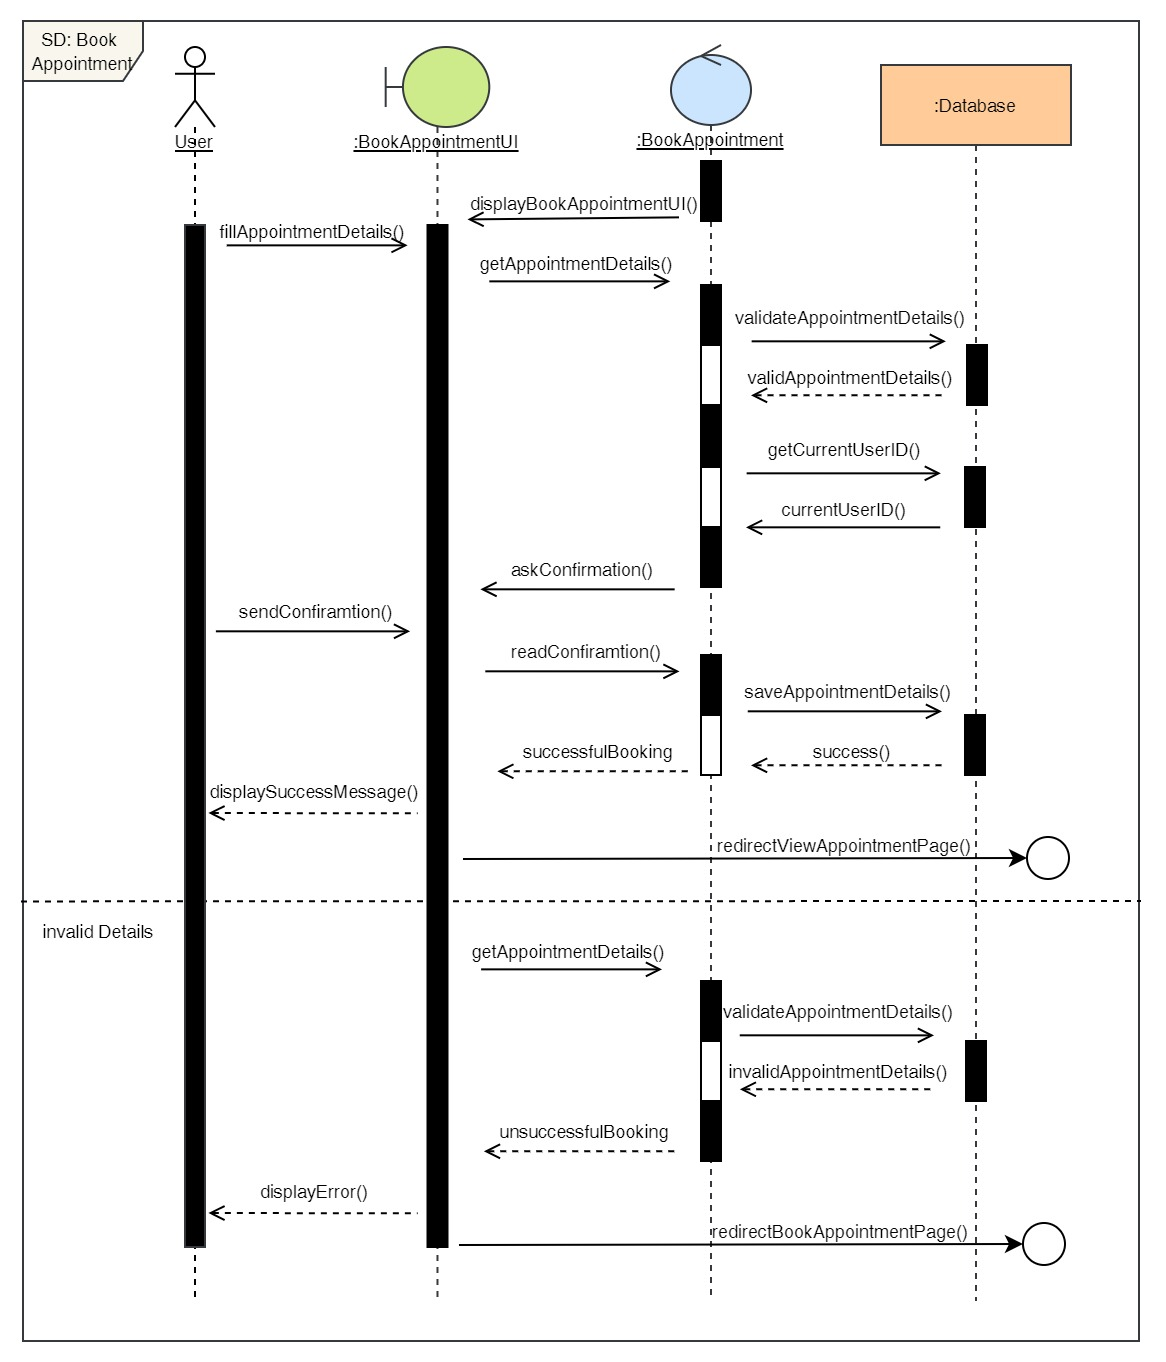 SD: Book
Appointment
User
:BookAppointmentUI
:BookAppointment
:Database
displayBookAppointmentUI()
fillAppointmentDetails()
getAppointmentDetails()
validateAppointmentDetails()
validAppointmentDetails()
getCurrentUserID()
currentUserID()
askConfirmation()
sendConfiramtion()
readConfiramtion()
saveAppointmentDetails()
successfulBooking
success()
displaySuccessMessage()
redirectViewAppointmentPage()
invalid Details
getAppointmentDetails()
validateAppointmentDetails()
invalidAppointmentDetails()
unsuccessfulBooking
displayError()
redirectBookAppointmentPage()